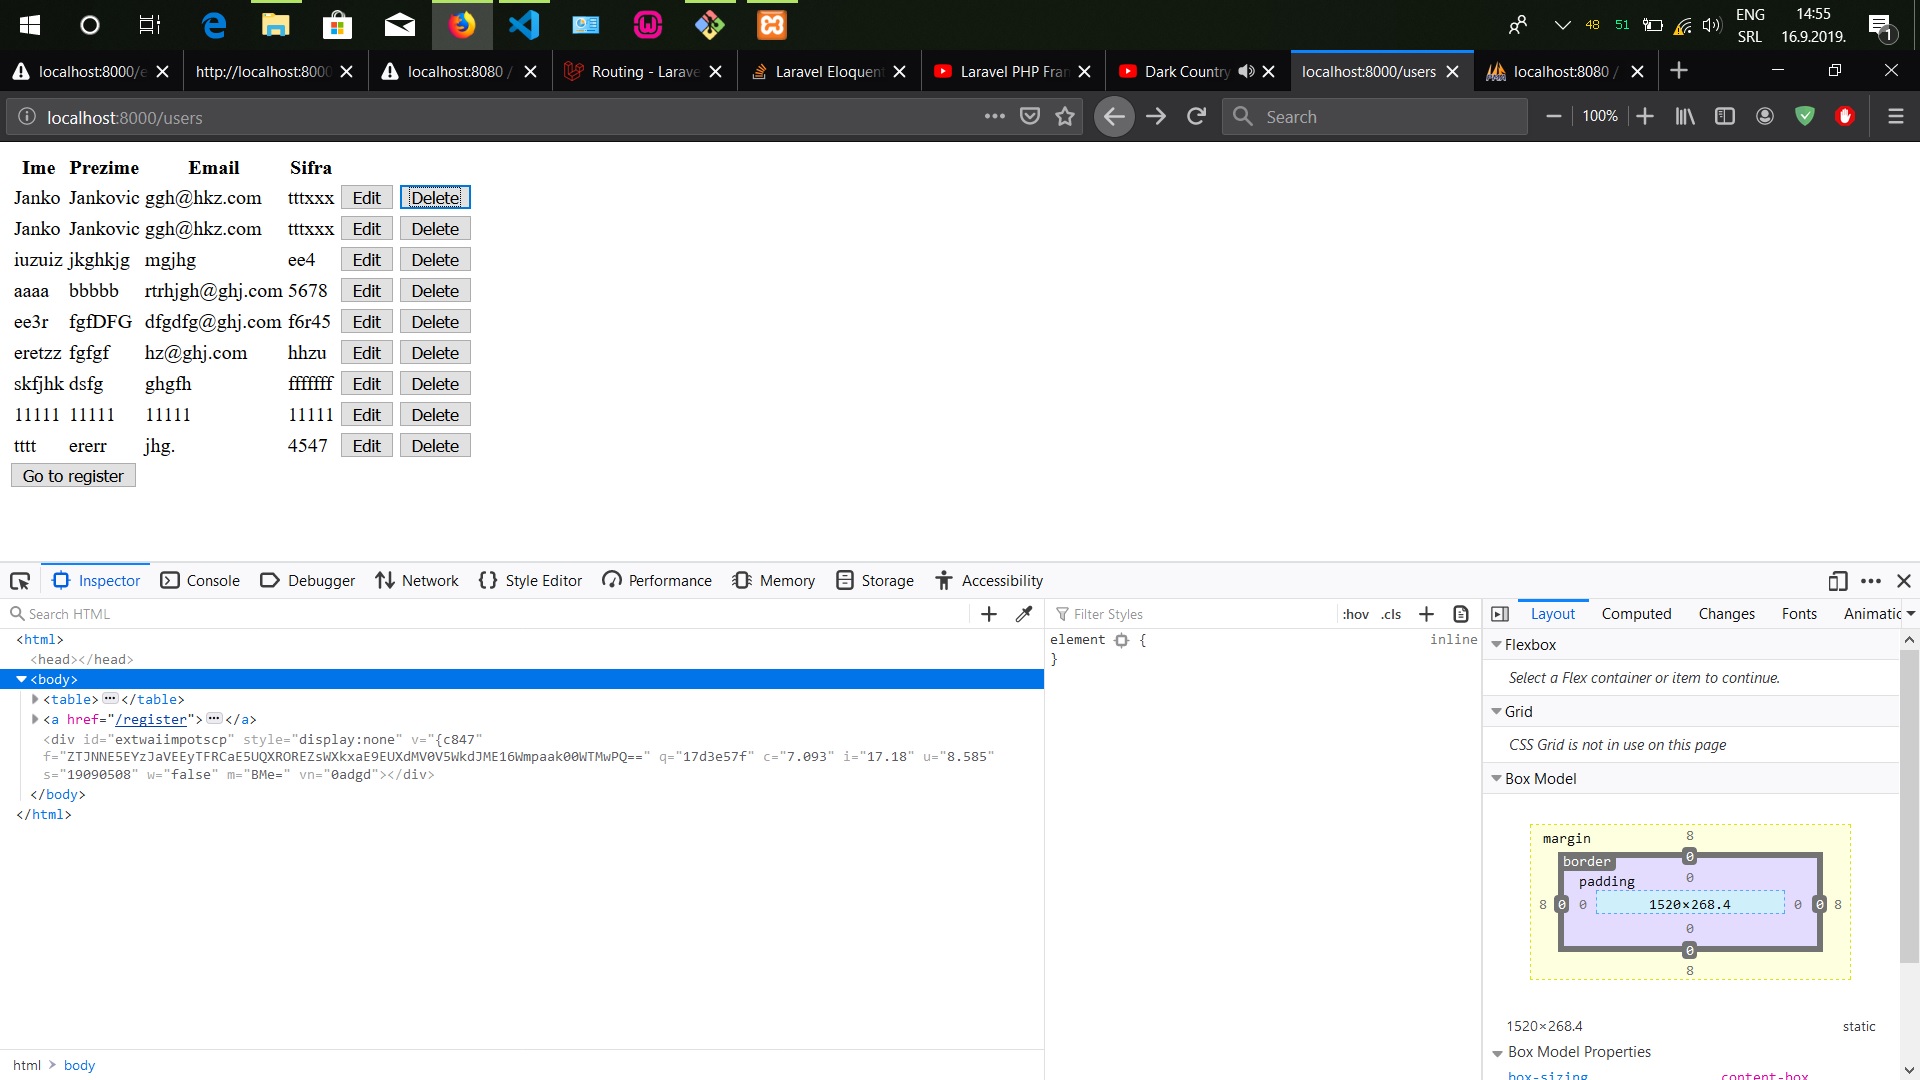 ENG
SRL
14:55
16.9.2019.
48
51
1
localhost:8000/e
http://localhost:8000
localhost:8080 /
Routing - Larave
Laravel Eloquent
Laravel PHP Fram
Dark Country
localhost:8000/users
localhost:8080 /
localhost:8000/users
Search
100%
Ime Prezime Email Sifra
Janko Jankovic ggh@hkz.com tttxxx Edit Delete
Janko Jankovic ggh@hkz.com tttxxx Edit Delete
iuzuiz jkghkjg mgjhg ee4 Edit Delete
aaaa bbbbb rtrhjgh@ghj.com 5678 Edit Delete
ee3r fgfDFG dfgdfg@ghj.com f6r45 Edit Delete
eretzz fgfgf hz@ghj.com hhzu Edit Delete
skfjhk dsfg ghgfh fffffff Edit Delete
11111 11111 11111 11111 Edit Delete
tttt ererr jhg. 4547 Edit Delete
Go to register
Inspector Console Debugger Network Style Editor Performance Memory Storage Accessibility
Search HTML
<html>
<head></head>
<body>
<table></table>
<a href="/register"></a>
<div id="extwaiimpotscp" style="display:none" v="{c847"
f="ZTJNNE5EYzJaVEEyTFRCaE5UQXROREZsWXkxaE9EUXdMV0V5WkdJME16Wmpaak00WTMwPQ==" q="17d3e57f" c="7.093" i="17.18" u="8.585"
s="19090508" w="false" m="BMe=" vn="0adgd"></div>
</body>
</html>
html > body
Filter Styles
:hov .cls
element { inline
}
Layout Computed Changes Fonts Animatic
Flexbox
Select a Flex container or item to continue.
Grid
CSS Grid is not in use on this page
Box Model
margin 8
border 0
padding 0
8 0 0 1520×268.4 0 0 8
0
0
8
1520×268.4 static
Box Model Properties
box-sizing content-box